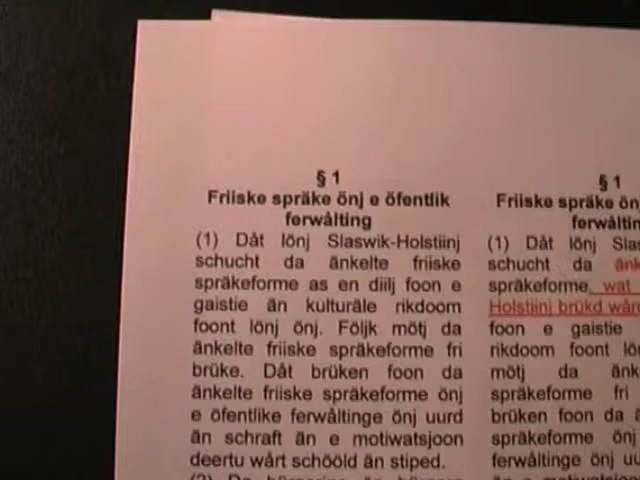 § 1
Friiske spräke önj e öfentlik
ferwålting
(1) Dåt lönj Slaswik-Holstiinj
schucht da änkelte friiske
spräkeforme as en diilj foon e
gaistie än kulturäle rikdoom
foont lönj önj. Följk mötj da
änkelte friiske spräkeforme fri
brüke. Dåt brüken foon da
änkelte friiske spräkeforme önj
e öfentlike ferwåltinge önj uurd
än schraft än e motiwatsjoon
deertu wårt schööld än stiped.
§ 1
Friiske spräke
(1) Dåt lönj
schucht da
spräkeforme, wat
Holstiinj brükd
foon e gaistie
rikdoom foont
mötj da
spräkeforme fri
brüken foon da
spräkeforme önj
ferwåltinge önj